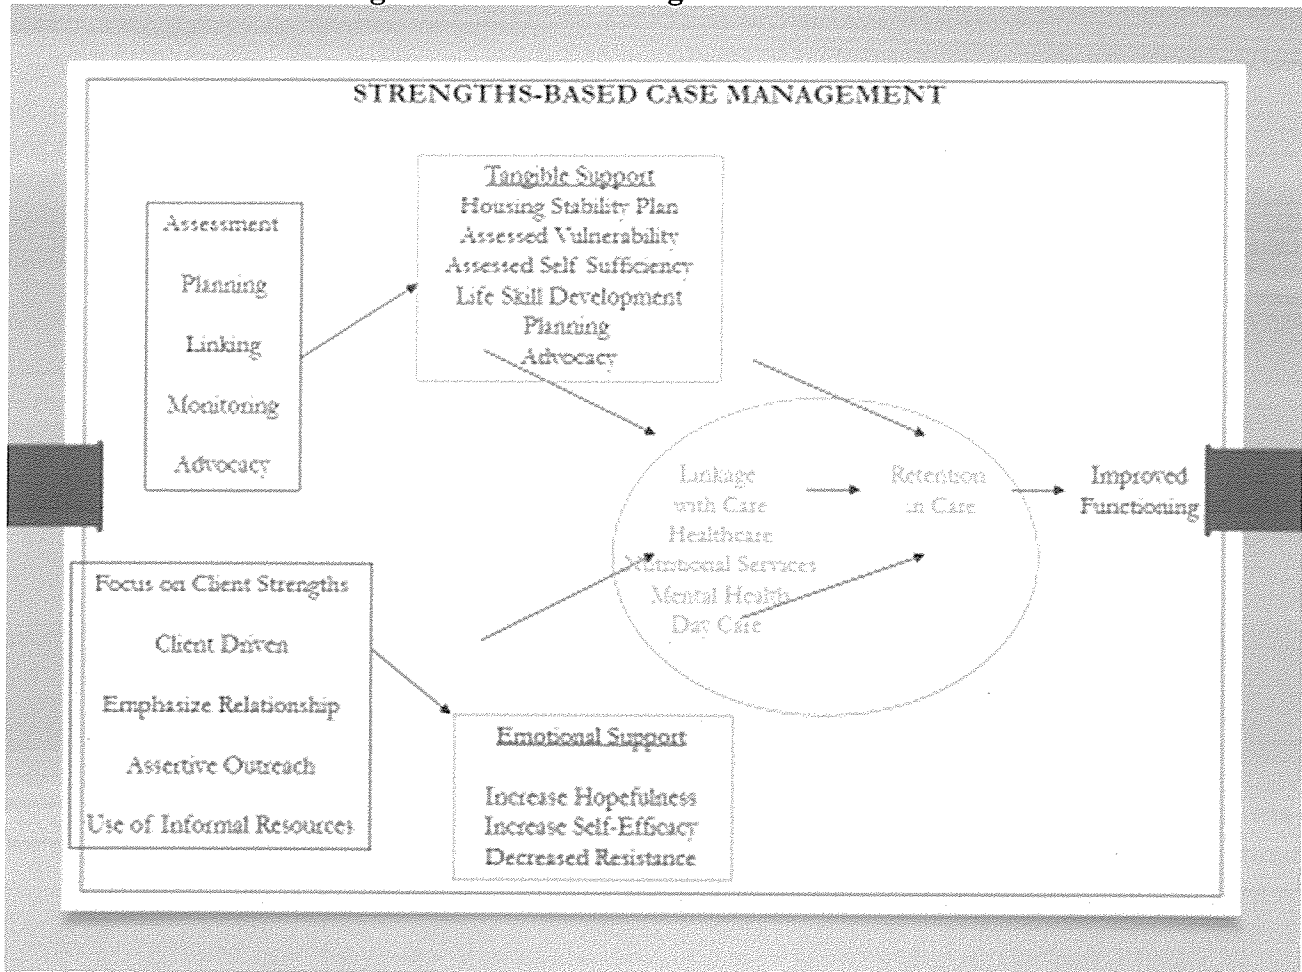 STRENGTHS-BASED CASE MANAGEMENT
Tangible Support
Housing Stability Plan
Assessed Vulnerability
Assessed Self Sufficiency
Life Skill Development
Planning
Advocacy
Assessment
Planning
Linking
Monitoring
Advocacy
Linkage
with Care
Healthcare
Nutritional Services
Mental Health
Day Care
Retention
in Care
Improved
Functioning
Focus on Client Strengths
Client Driven
Emphasize Relationship
Assertive Outreach
Use of Informal Resources
Emotional Support
Increase Hopefulness
Increase Self-Efficacy
Decreased Resistance